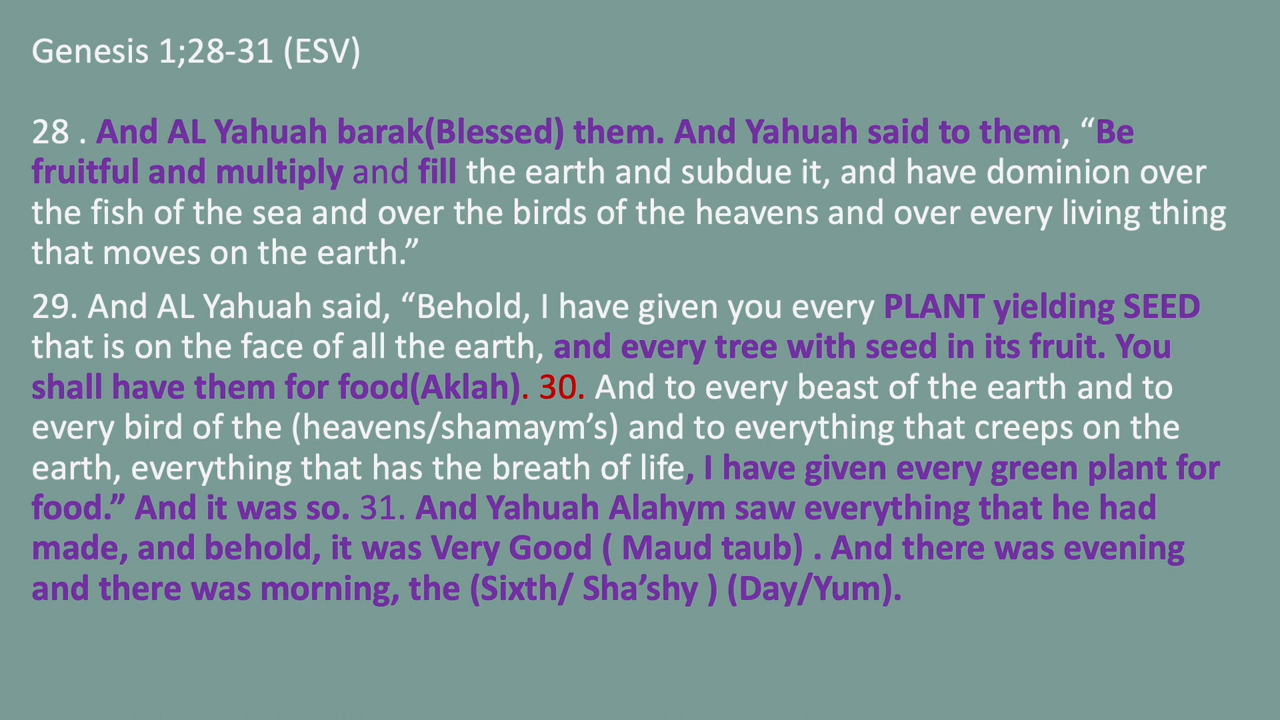 Genesis 1;28-31 (ESV)
28 . And AL Yahuah barak(Blessed) them. And Yahuah said to them, “Be
fruitful and multiply and fill the earth and subdue it, and have dominion over
the fish of the sea and over the birds of the heavens and over every living thing
that moves on the earth.”
29. And AL Yahuah said, “Behold, I have given you every PLANT yielding SEED
that is on the face of all the earth, and every tree with seed in its fruit. You
shall have them for food(Aklah). 30. And to every beast of the earth and to
every bird of the (heavens/shamaym’s) and to everything that creeps on the
earth, everything that has the breath of life, I have given every green plant for
food.” And it was so. 31. And Yahuah Alahym saw everything that he had
made, and behold, it was Very Good ( Maud taub) . And there was evening
and there was morning, the (Sixth/ Sha’shy ) (Day/Yum).